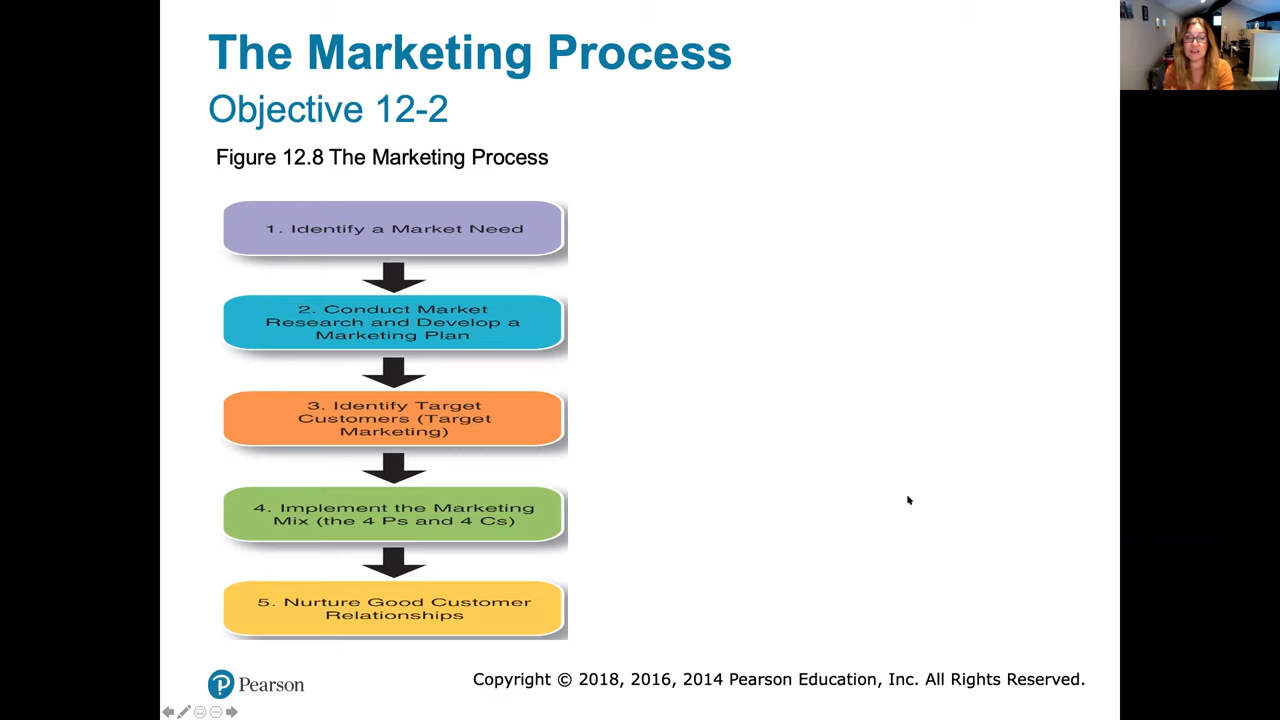 The Marketing Process
Objective 12-2
Figure 12.8 The Marketing Process
1. Identify a Market Need
2. Conduct Market
Research and Develop a
Marketing Plan
3. Identify Target
Customers (Target
Marketing)
4. Implement the Marketing
Mix (the 4 Ps and 4 Cs)
5. Nurture Good Customer
Relationships
P Pearson
Copyright © 2018, 2016, 2014 Pearson Education, Inc. All Rights Reserved.